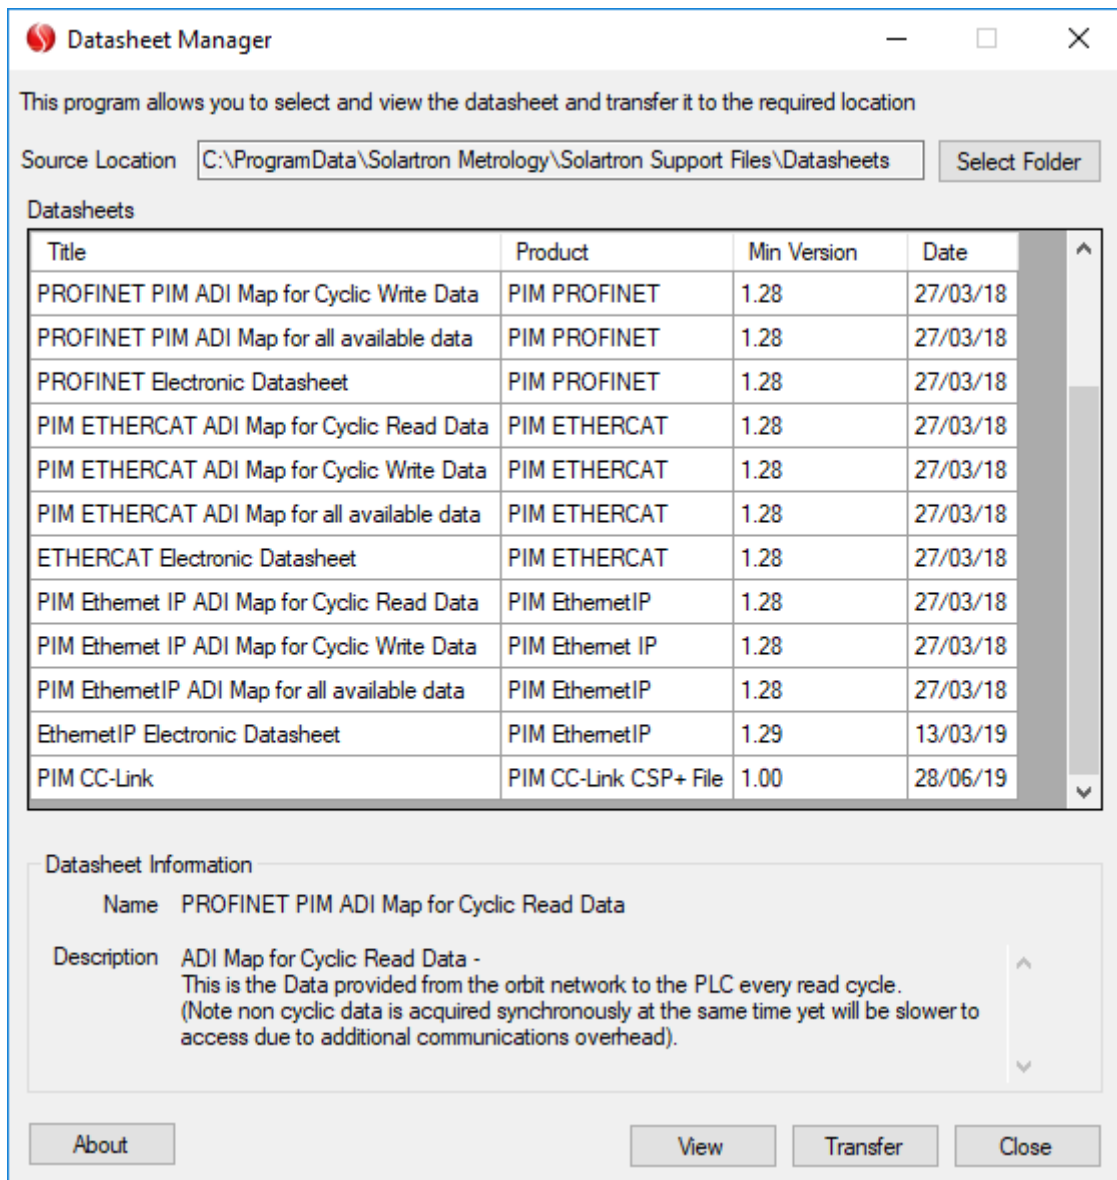 Datasheet Manager
This program allows you to select and view the datasheet and transfer it to the required location
Source Location C:\ProgramData\Solartron Metrology\Solartron Support Files\Datasheets Select Folder
Datasheets
Title Product Min Version Date
PROFINET PIM ADI Map for Cyclic Write Data PIM PROFINET 1.28 27/03/18
PROFINET PIM ADI Map for all available data PIM PROFINET 1.28 27/03/18
PROFINET Electronic Datasheet PIM PROFINET 1.28 27/03/18
PIM ETHERCAT ADI Map for Cyclic Read Data PIM ETHERCAT 1.28 27/03/18
PIM ETHERCAT ADI Map for Cyclic Write Data PIM ETHERCAT 1.28 27/03/18
PIM ETHERCAT ADI Map for all available data PIM ETHERCAT 1.28 27/03/18
ETHERCAT Electronic Datasheet PIM ETHERCAT 1.28 27/03/18
PIM Ethernet IP ADI Map for Cyclic Read Data PIM EthernetIP 1.28 27/03/18
PIM Ethernet IP ADI Map for Cyclic Write Data PIM Ethernet IP 1.28 27/03/18
PIM EthernetIP ADI Map for all available data PIM EthernetIP 1.28 27/03/18
EthernetIP Electronic Datasheet PIM EthernetIP 1.29 13/03/19
PIM CC-Link PIM CC-Link CSP+ File 1.00 28/06/19
Datasheet Information
Name PROFINET PIM ADI Map for Cyclic Read Data
Description ADI Map for Cyclic Read Data -
This is the Data provided from the orbit network to the PLC every read cycle.
(Note non cyclic data is acquired synchronously at the same time yet will be slower to
access due to additional communications overhead).
About View Transfer Close